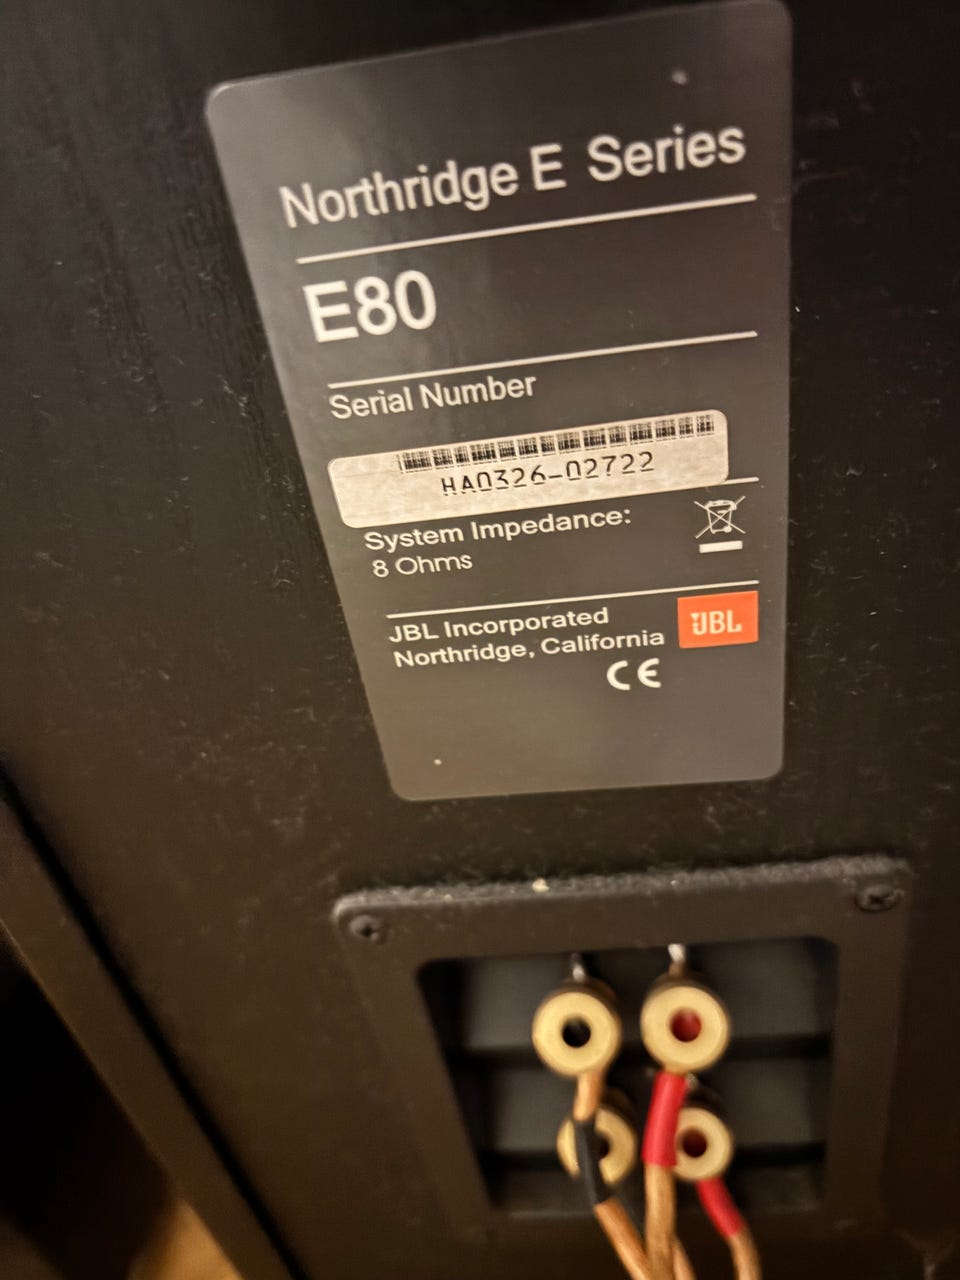 Northridge E Series
E80
Serial Number
HA0326-02722
System Impedance:
8 Ohms
JBL Incorporated
Northridge, California
JBL
CE